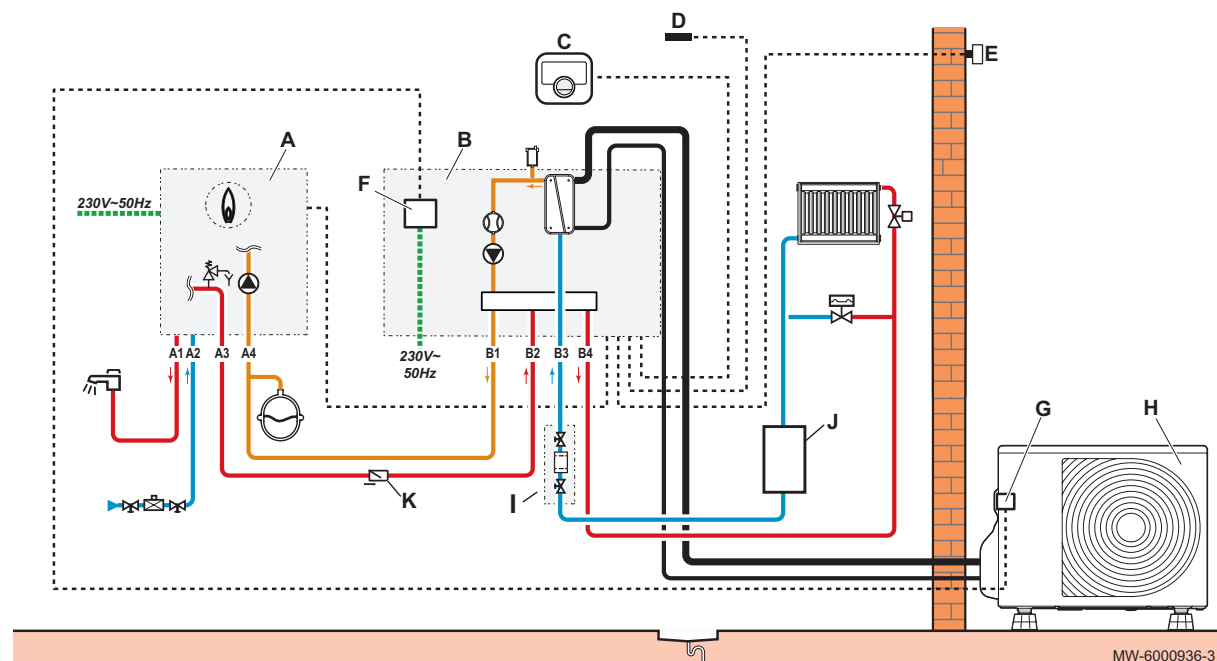 D
C
E
A
B
F
230V~50Hz
A1 A2 A3 A4
230V~
50Hz
B1 B2 B3 B4
J
G H
K
I
MW-6000936-3